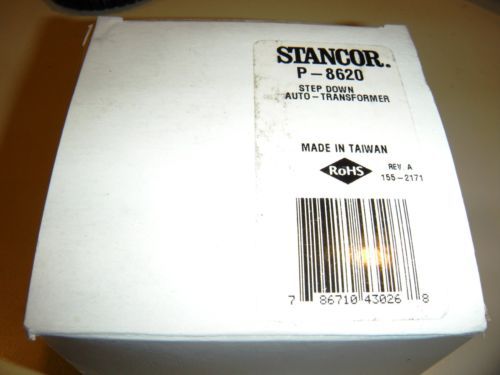 STANCOR.
P-8620
STEP DOWN
AUTO-TRANSFORMER
MADE IN TAIWAN
RoHS
REV A
155-2171
7 86710 43026 8